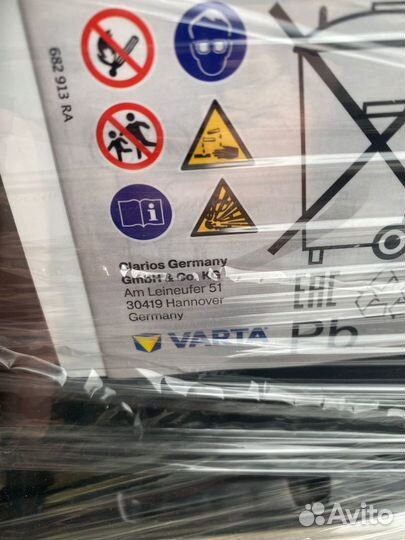 682 913 RA
Clarios Germany
GmbH & Co. KG
Am Leineufer 51
30419 Hannover
Germany
EAC
VARTA
Pb
Avito